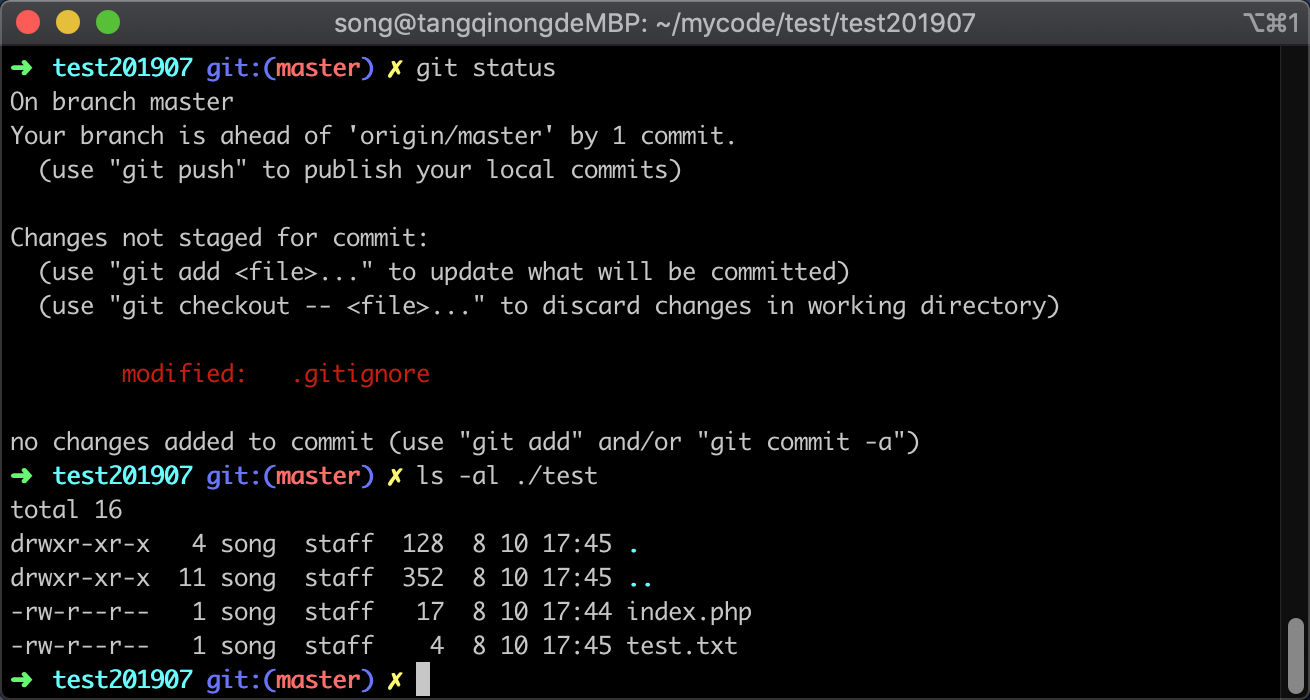 song@tangqinongdeMBP: ~/mycode/test/test201907 ⌥⌘1
➜ test201907 git:(master) ✗ git status
On branch master
Your branch is ahead of 'origin/master' by 1 commit.
  (use "git push" to publish your local commits)

Changes not staged for commit:
  (use "git add <file>..." to update what will be committed)
  (use "git checkout -- <file>..." to discard changes in working directory)

        modified:   .gitignore

no changes added to commit (use "git add" and/or "git commit -a")
➜ test201907 git:(master) ✗ ls -al ./test
total 16
drwxr-xr-x   4 song  staff  128  8 10 17:45 .
drwxr-xr-x  11 song  staff  352  8 10 17:45 ..
-rw-r--r--   1 song  staff   17  8 10 17:44 index.php
-rw-r--r--   1 song  staff    4  8 10 17:45 test.txt
➜ test201907 git:(master) ✗